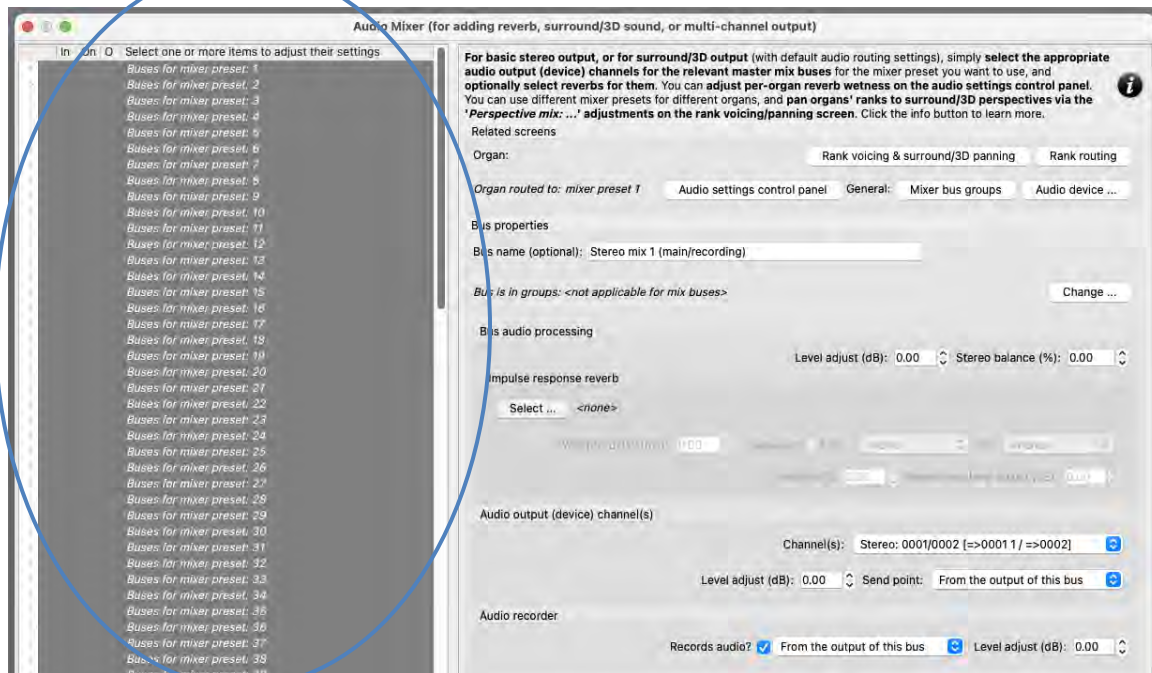 Audio Mixer (for adding reverb, surround/3D sound, or multi-channel output)
In On O Select one or more items to adjust their settings
Buses for mixer preset: 1
Buses for mixer preset: 2
Buses for mixer preset: 3
Buses for mixer preset: 4
Buses for mixer preset: 5
Buses for mixer preset: 6
Buses for mixer preset: 7
Buses for mixer preset: 8
Buses for mixer preset: 9
Buses for mixer preset: 10
Buses for mixer preset: 11
Buses for mixer preset: 12
Buses for mixer preset: 13
Buses for mixer preset: 14
Buses for mixer preset: 15
Buses for mixer preset: 16
Buses for mixer preset: 17
Buses for mixer preset: 18
Buses for mixer preset: 19
Buses for mixer preset: 20
Buses for mixer preset: 21
Buses for mixer preset: 22
Buses for mixer preset: 23
Buses for mixer preset: 24
Buses for mixer preset: 25
Buses for mixer preset: 26
Buses for mixer preset: 27
Buses for mixer preset: 28
Buses for mixer preset: 29
Buses for mixer preset: 30
Buses for mixer preset: 31
Buses for mixer preset: 32
Buses for mixer preset: 33
Buses for mixer preset: 34
Buses for mixer preset: 35
Buses for mixer preset: 36
Buses for mixer preset: 37
Buses for mixer preset: 38
For basic stereo output, or for surround/3D output (with default audio routing settings), simply select the appropriate
audio output (device) channels for the relevant master mix buses for the mixer preset you want to use, and
optionally select reverbs for them. You can adjust per-organ reverb wetness on the audio settings control panel.
You can use different mixer presets for different organs, and pan organs' ranks to surround/3D perspectives via the
'Perspective mix: ...' adjustments on the rank voicing/panning screen. Click the info button to learn more.
Related screens
Organ: Rank voicing & surround/3D panning Rank routing
Organ routed to: mixer preset 1 Audio settings control panel General: Mixer bus groups Audio device ...
Bus properties
Bus name (optional): Stereo mix 1 (main/recording)
Bus is in groups: <not applicable for mix buses> Change ...
Bus audio processing
Level adjust (dB): 0.00 Stereo balance (%): 0.00
Impulse response reverb
Select ... <none>
Audio output (device) channel(s)
Channel(s): Stereo: 0001/0002 [=>0001 1 / =>0002]
Level adjust (dB): 0.00 Send point: From the output of this bus
Audio recorder
Records audio? From the output of this bus Level adjust (dB): 0.00